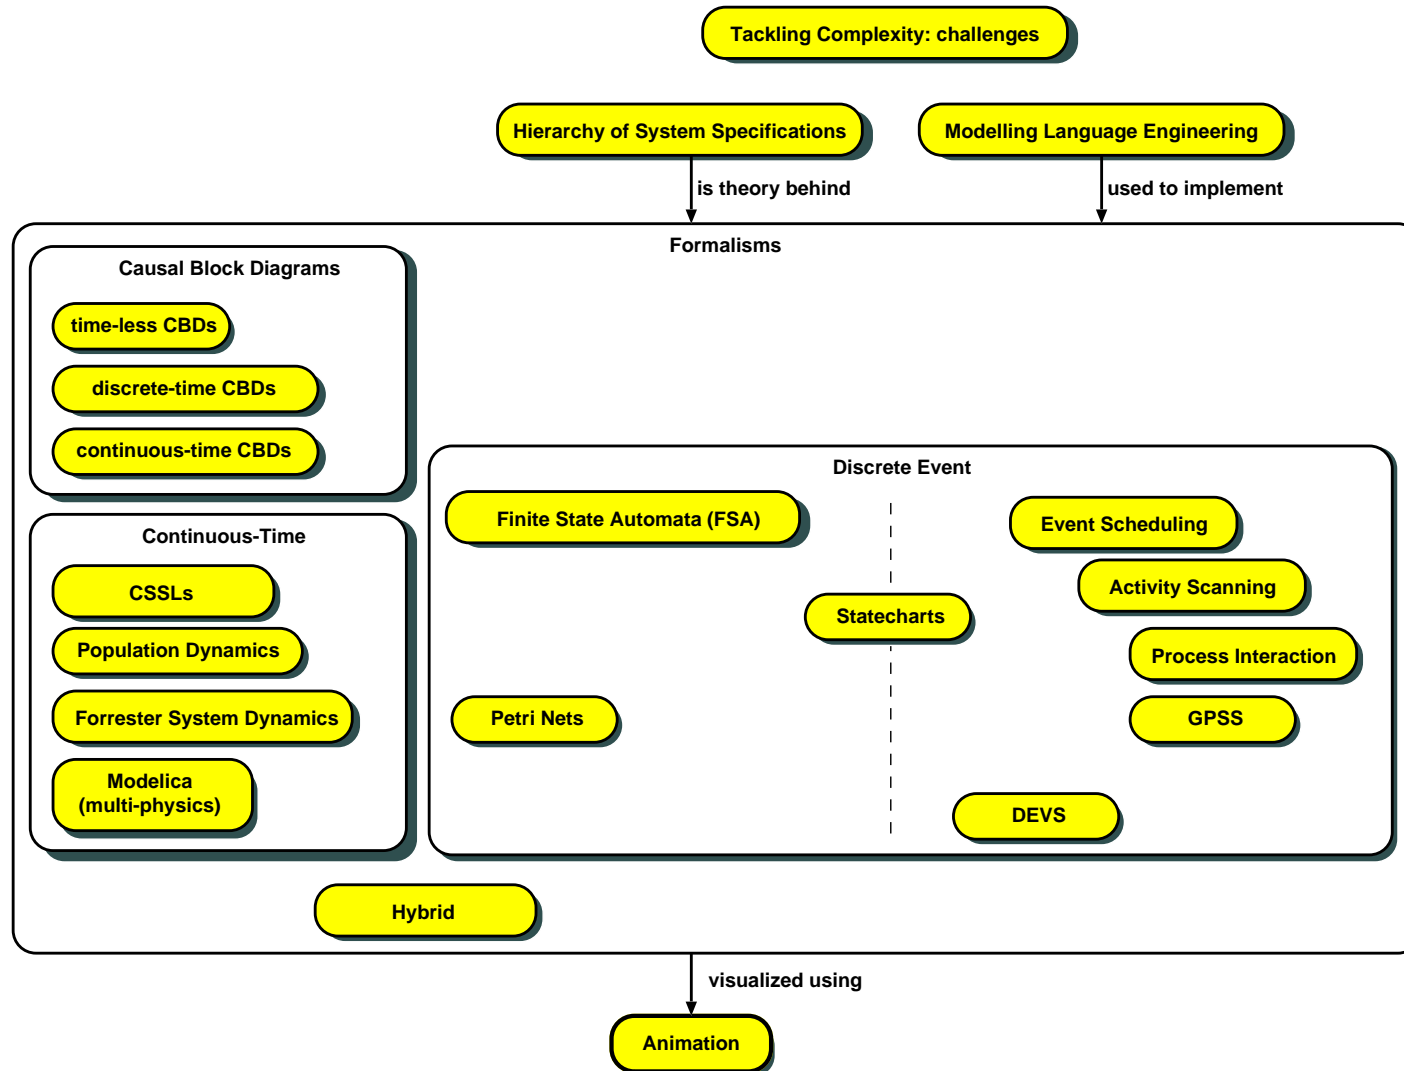 Tackling Complexity: challenges
Hierarchy of System Specifications
Modelling Language Engineering
is theory behind
used to implement
Formalisms
Causal Block Diagrams
time-less CBDs
discrete-time CBDs
continuous-time CBDs
Continuous-Time
CSSLs
Population Dynamics
Forrester System Dynamics
Modelica
(multi-physics)
Discrete Event
Finite State Automata (FSA)
Event Scheduling
Activity Scanning
Statecharts
Process Interaction
Petri Nets
GPSS
DEVS
Hybrid
visualized using
Animation